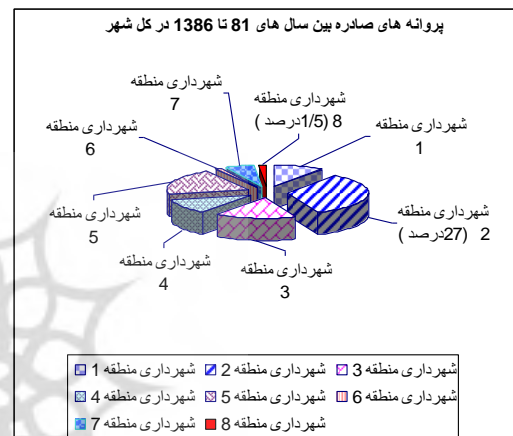 پروانه های صادره بین سال های 81 تا 1386 در کل شهر
شهرداری منطقه
1
شهرداری منطقه
2 (27درصد )
شهرداری منطقه
3
شهرداری منطقه
4
شهرداری منطقه
5
شهرداری منطقه
6
شهرداری منطقه
7
شهرداری منطقه
8 (1/5درصد )
شهرداری منطقه 1
شهرداری منطقه 2
شهرداری منطقه 3
شهرداری منطقه 4
شهرداری منطقه 5
شهرداری منطقه 6
شهرداری منطقه 7
شهرداری منطقه 8